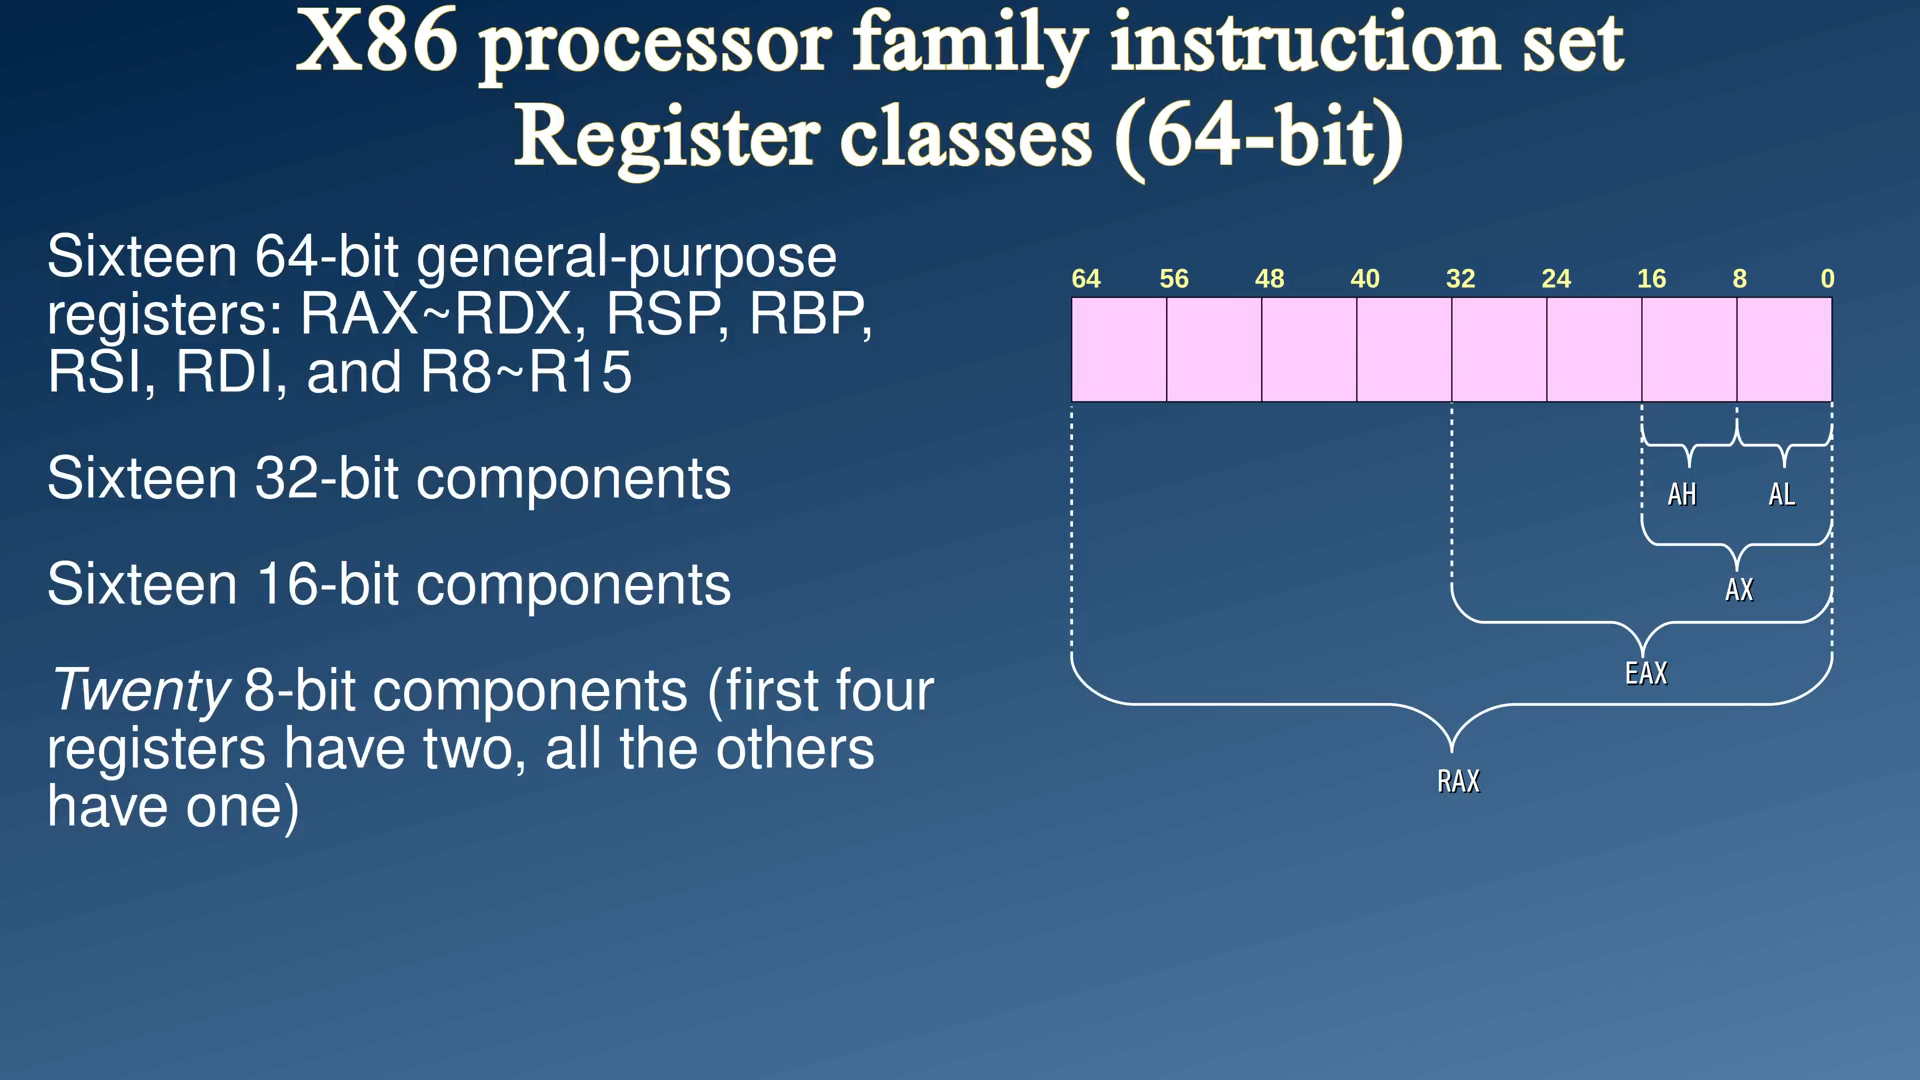 X86 processor family instruction set
Register classes (64-bit)
Sixteen 64-bit general-purpose
registers: RAX~RDX, RSP, RBP,
RSI, RDI, and R8~R15
Sixteen 32-bit components
Sixteen 16-bit components
Twenty 8-bit components (first four
registers have two, all the others
have one)
64 56 48 40 32 24 16 8 0
AH AL
AX
EAX
RAX